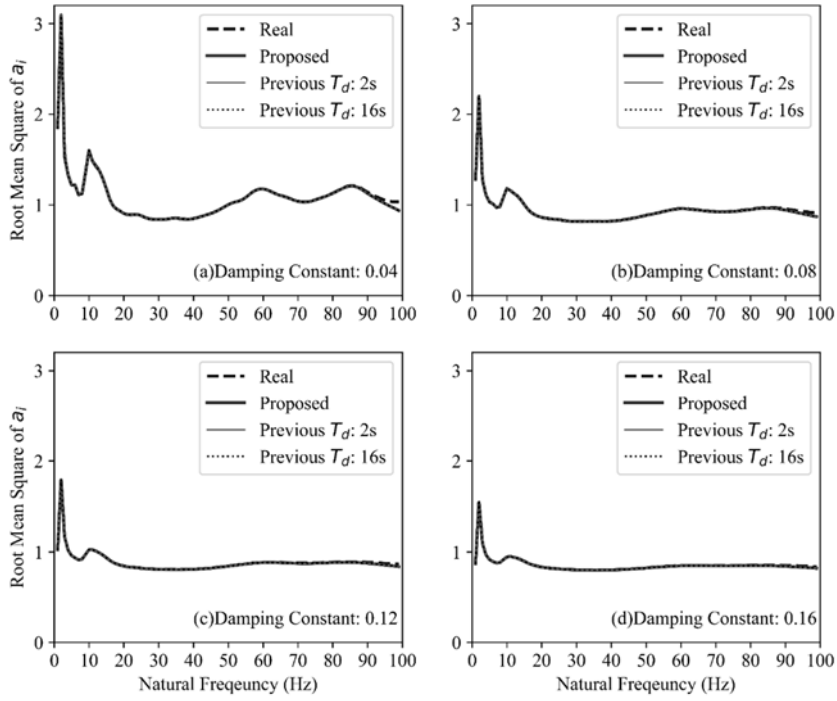 3
2
1
0
Root Mean Square of a_i
Real
Proposed
Previous T_d: 2s
Previous T_d: 16s
(a)Damping Constant: 0.04
0 10 20 30 40 50 60 70 80 90 100
3
2
1
0
Real
Proposed
Previous T_d: 2s
Previous T_d: 16s
(b)Damping Constant: 0.08
0 10 20 30 40 50 60 70 80 90 100
3
2
1
0
Root Mean Square of a_i
Real
Proposed
Previous T_d: 2s
Previous T_d: 16s
(c)Damping Constant: 0.12
0 10 20 30 40 50 60 70 80 90 100
Natural Freqeuncy (Hz)
3
2
1
0
Real
Proposed
Previous T_d: 2s
Previous T_d: 16s
(d)Damping Constant: 0.16
0 10 20 30 40 50 60 70 80 90 100
Natural Freqeuncy (Hz)